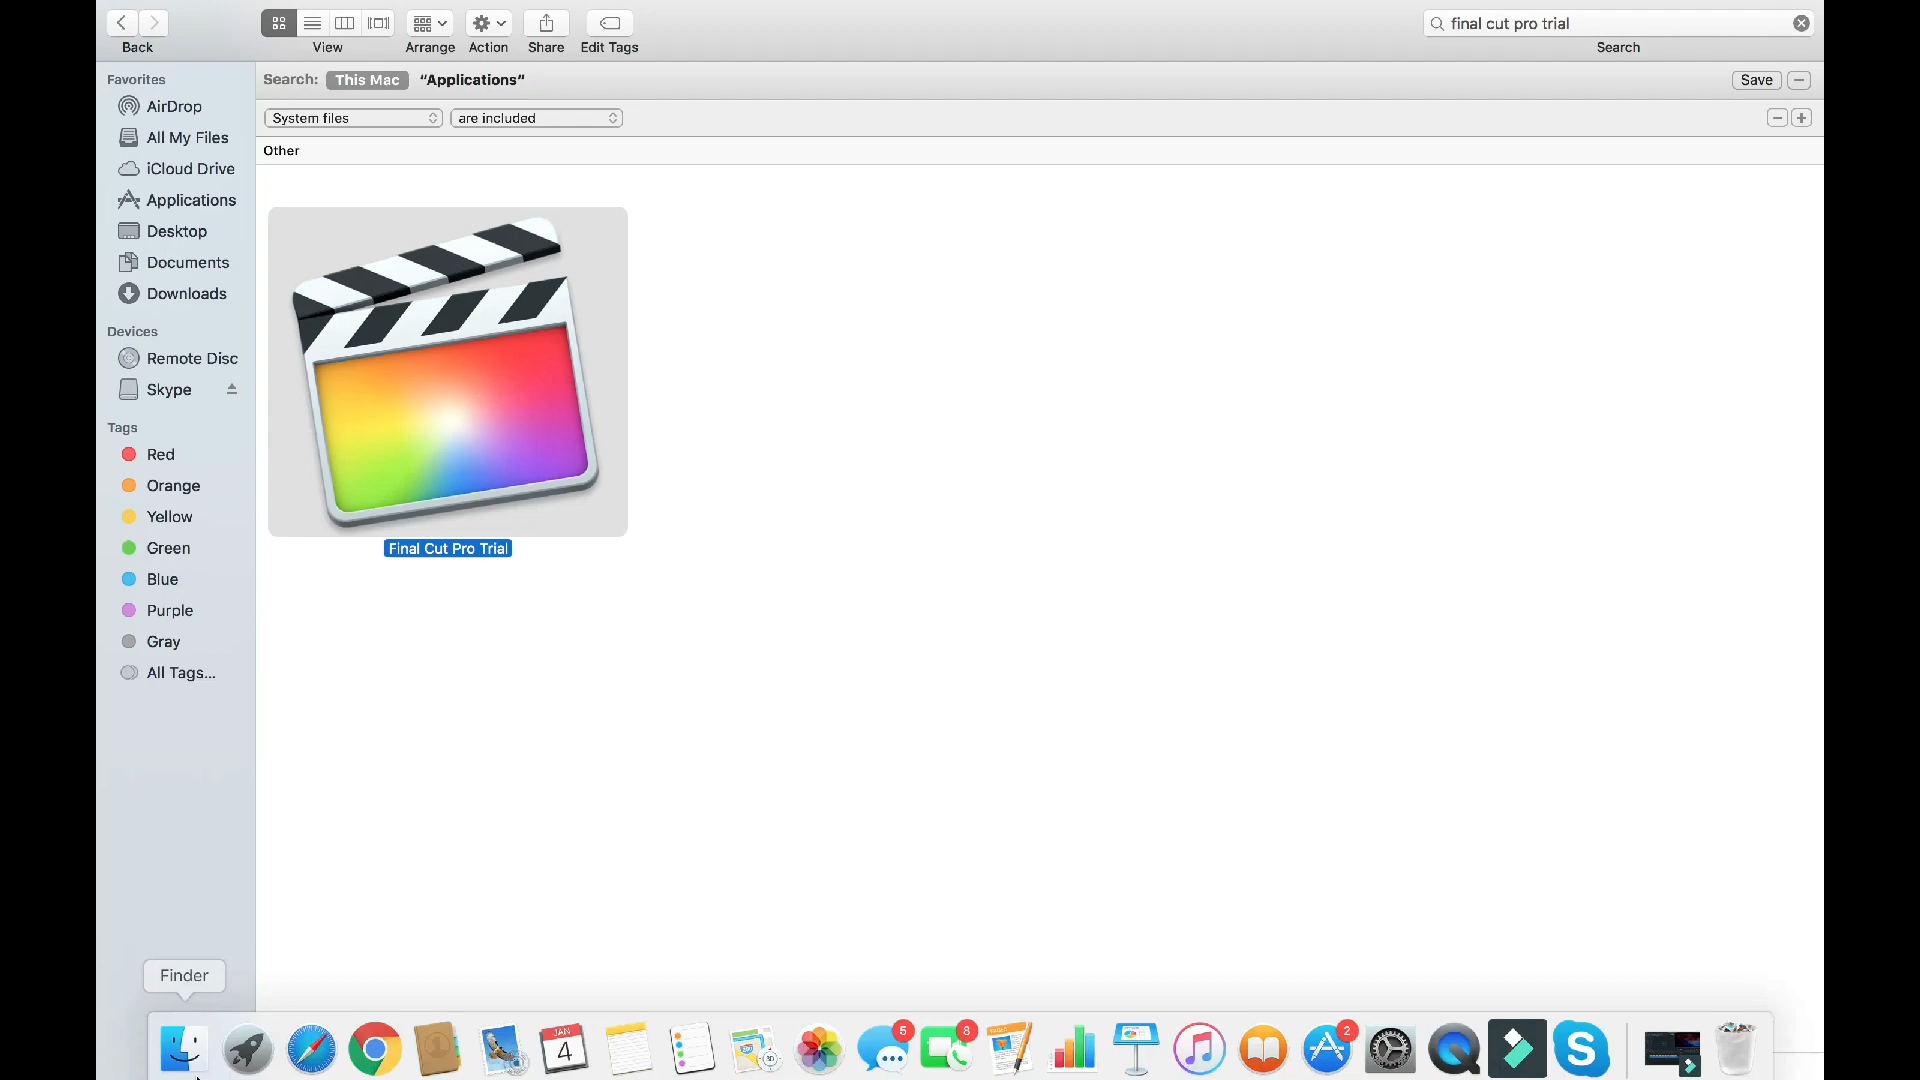 final cut pro trial
Back
View
Arrange
Action
Share
Edit Tags
Search
Favorites
Search: This Mac "Applications"
Save
AirDrop
System files
are included
All My Files
Other
iCloud Drive
Applications
Desktop
Documents
Downloads
Devices
Remote Disc
Skype
Tags
Red
Orange
Yellow
Green
Final Cut Pro Trial
Blue
Purple
Gray
All Tags...
Finder
JAN
4
5
8
2
3D
S